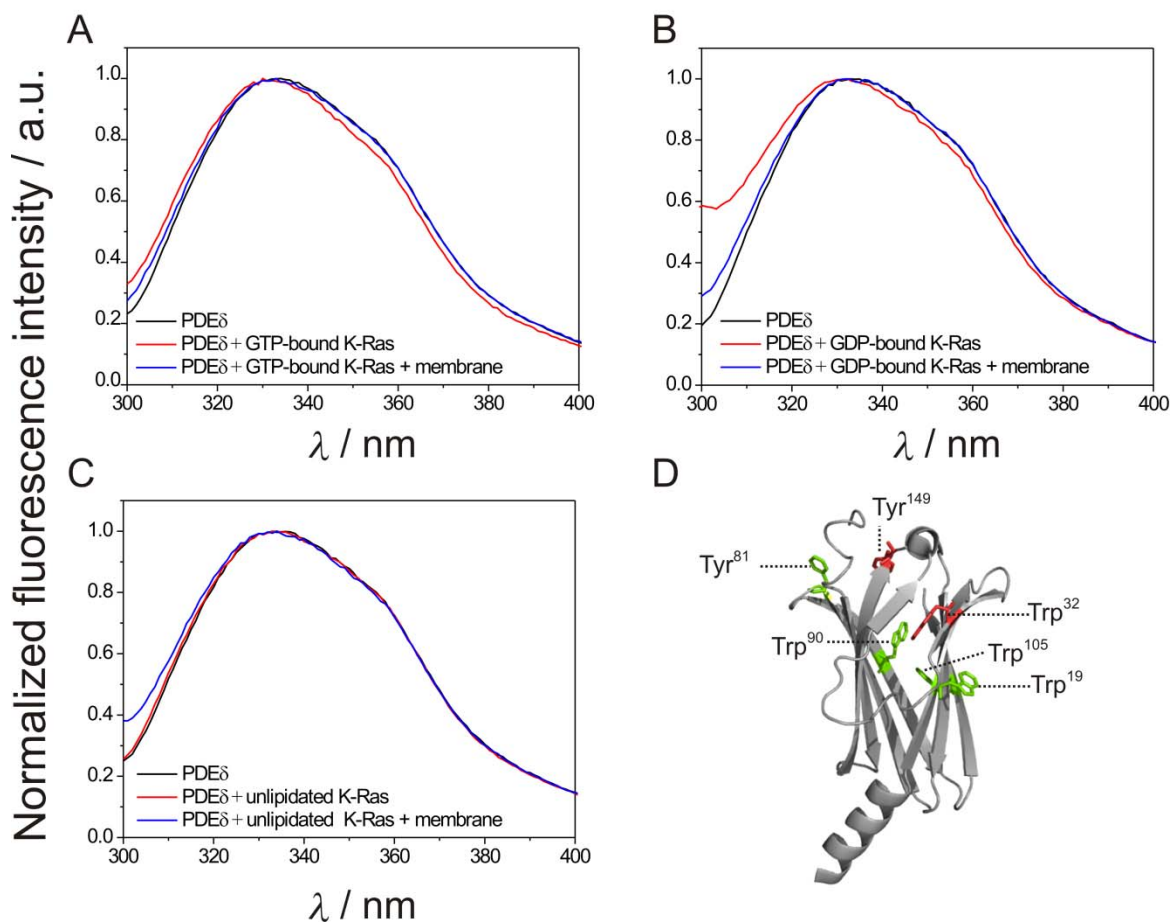 Normalized fluorescence intensity / a.u.
A
1.0
0.8
0.6
0.4
0.2
0.0
PDEδ
PDEδ + GTP-bound K-Ras
PDEδ + GTP-bound K-Ras + membrane
300 320 340 360 380 400
λ / nm
B
1.0
0.8
0.6
0.4
0.2
0.0
PDEδ
PDEδ + GDP-bound K-Ras
PDEδ + GDP-bound K-Ras + membrane
300 320 340 360 380 400
λ / nm
C
1.0
0.8
0.6
0.4
0.2
0.0
PDEδ
PDEδ + unlipidated K-Ras
PDEδ + unlipidated K-Ras + membrane
300 320 340 360 380 400
λ / nm
D
Tyr149
Tyr81
Trp32
Trp90
Trp105
Trp19